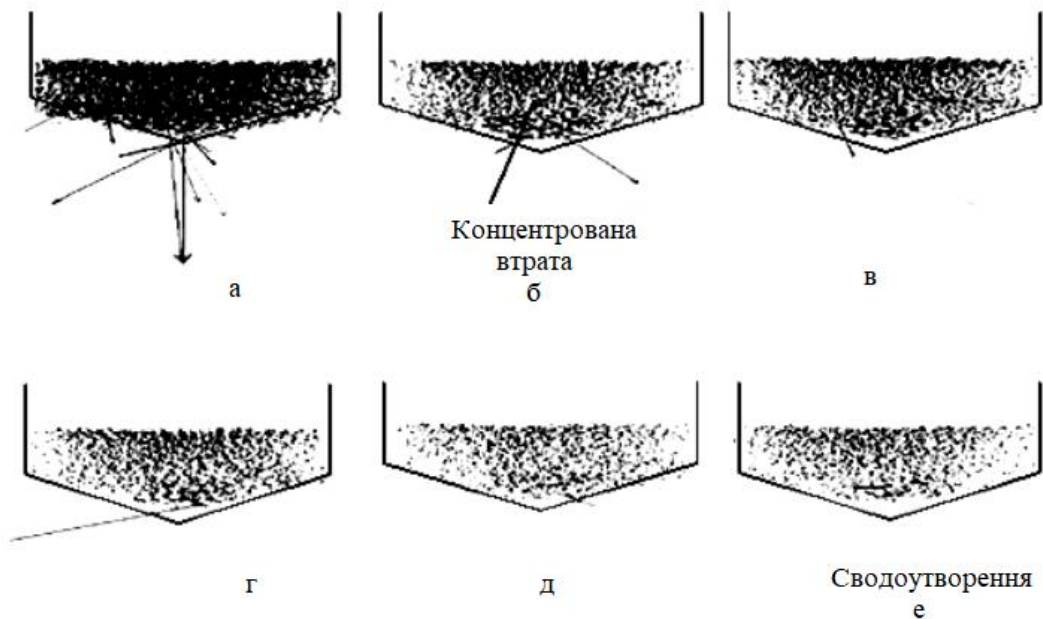 Концентрована
втрата
а
б
в
г
д
Сводоутворення
е